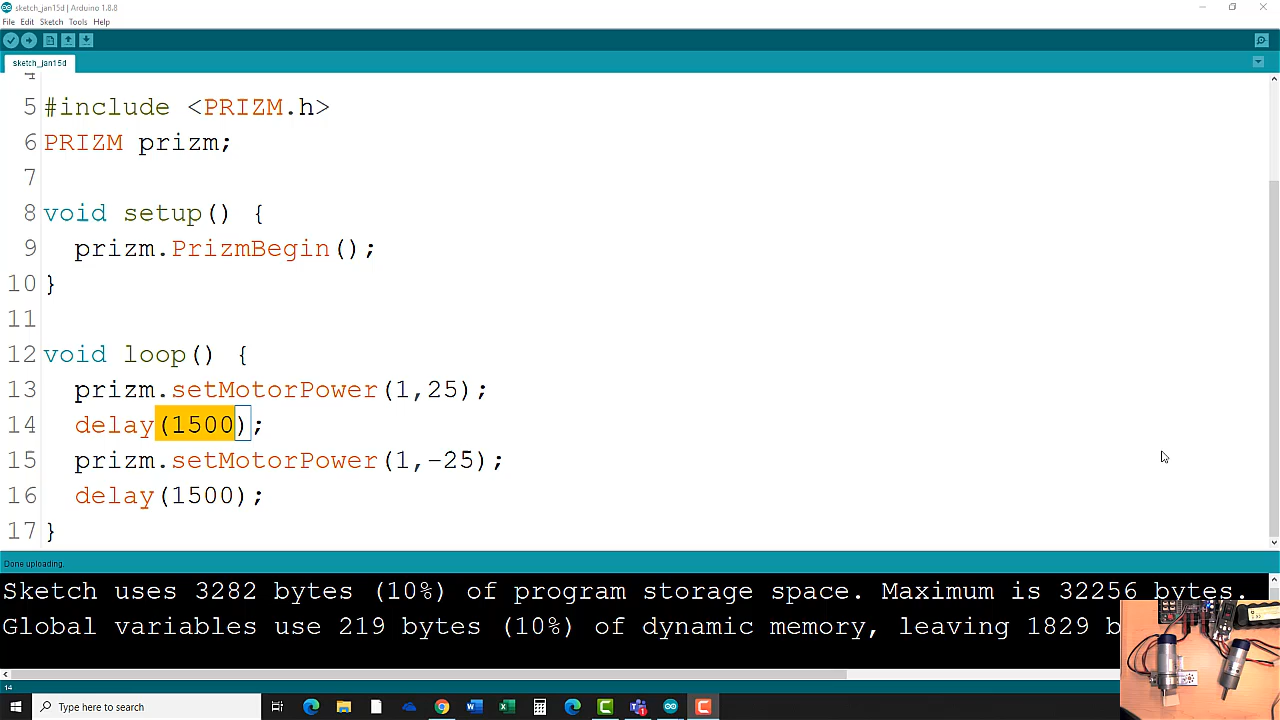 sketch_jan15d | Arduino 1.8.8
File Edit Sketch Tools Help
sketch_jan15d
4
5 #include <PRIZM.h>
6 PRIZM prizm;
7
8 void setup() {
9 prizm.PrizmBegin();
10 }
11
12 void loop() {
13 prizm.setMotorPower(1,25);
14 delay(1500);
15 prizm.setMotorPower(1,-25);
16 delay(1500);
17 }
Done uploading.
Sketch uses 3282 bytes (10%) of program storage space. Maximum is 32256 bytes.
Global variables use 219 bytes (10%) of dynamic memory, leaving 1829 b
14
Type here to search